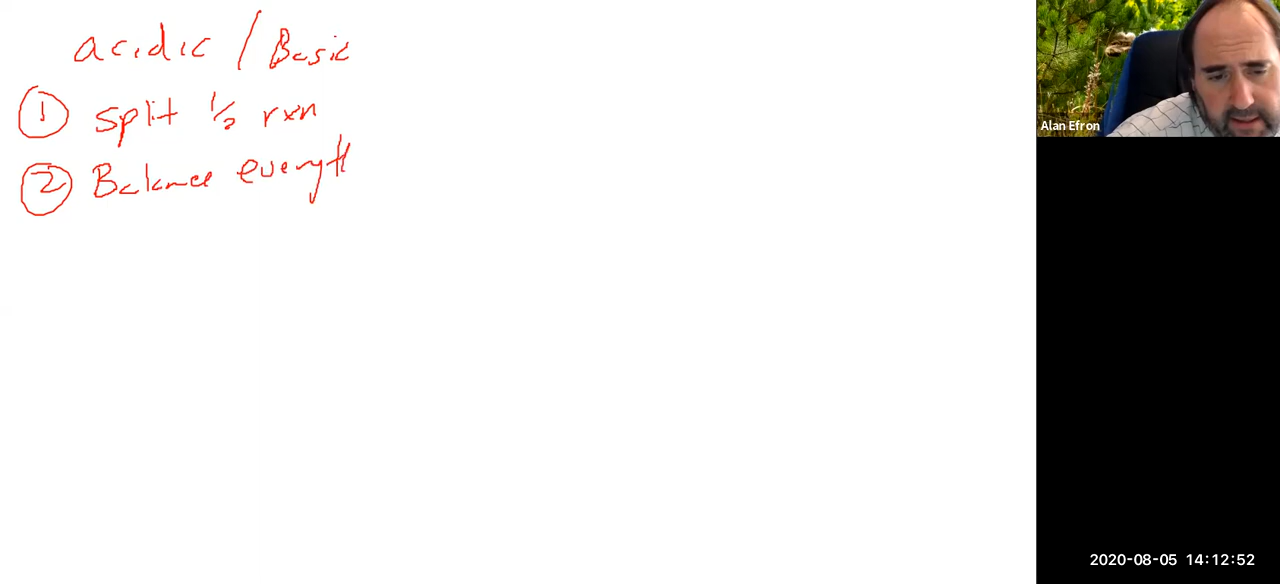 acidic / Basic
① split ½ rxn
② Balance everyth
Alan Efron
2020-08-05 14:12:52